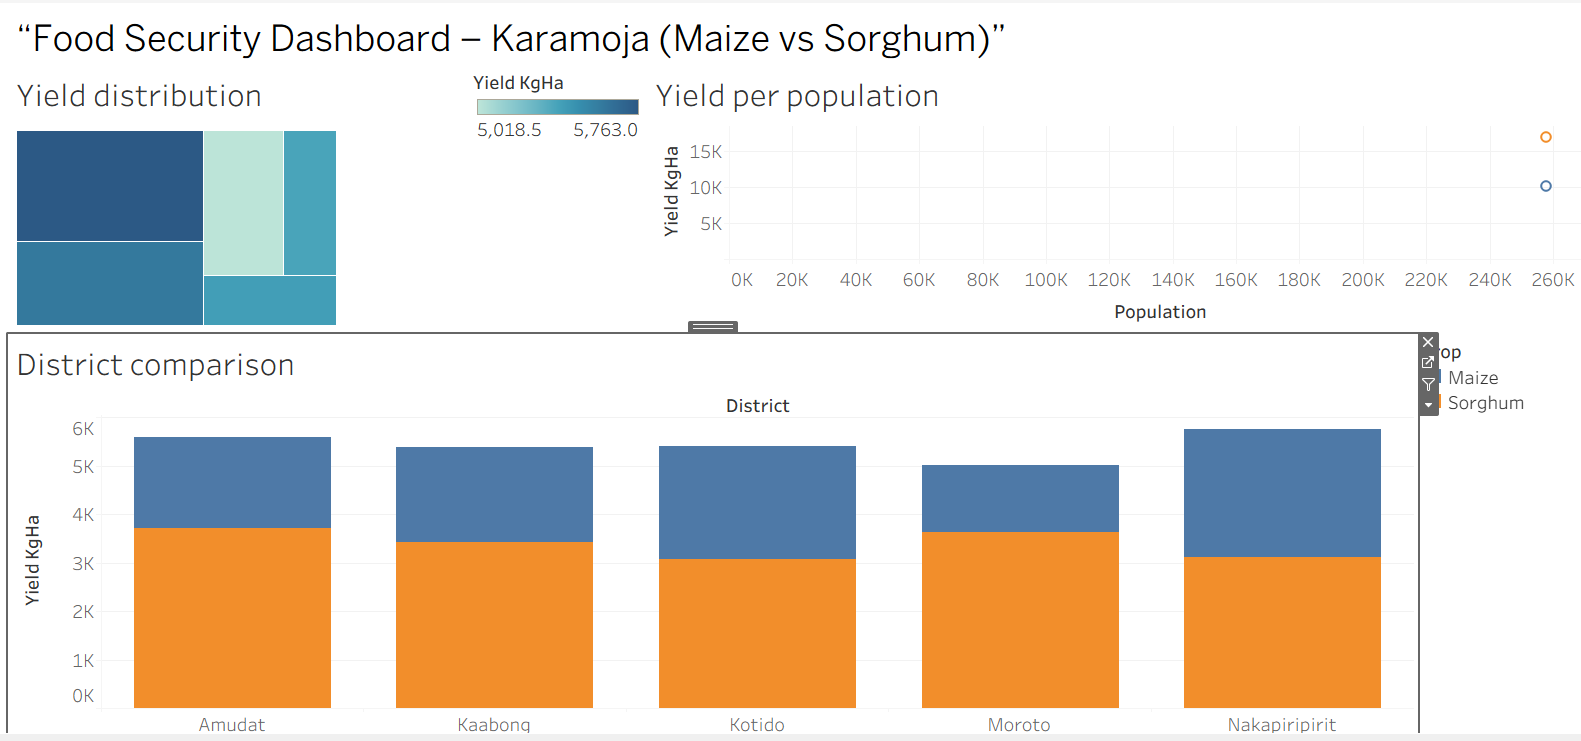 “Food Security Dashboard – Karamoja (Maize vs Sorghum)”
Yield distribution
Yield KgHa
5,018.5 5,763.0
Yield per population
Yield KgHa
15K
10K
5K
0K 20K 40K 60K 80K 100K 120K 140K 160K 180K 200K 220K 240K 260K
Population
District comparison
District
Yield KgHa
6K
5K
4K
3K
2K
1K
0K
Amudat Kaabong Kotido Moroto Nakapiripirit
rop
Maize
Sorghum